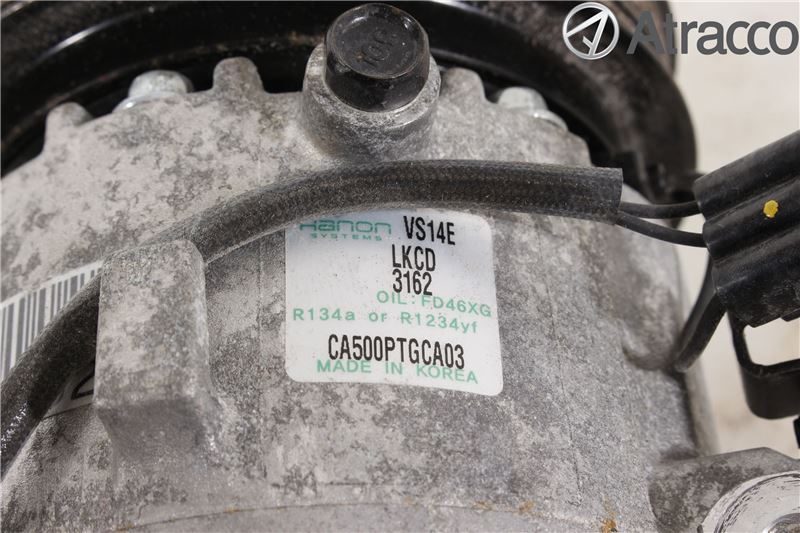 Atracco
Hanon VS14E
SYSTEMS
LKCD
3162
OIL: FD46XG
R134a or R1234yf
CA500PTGCA03
MADE IN KOREA